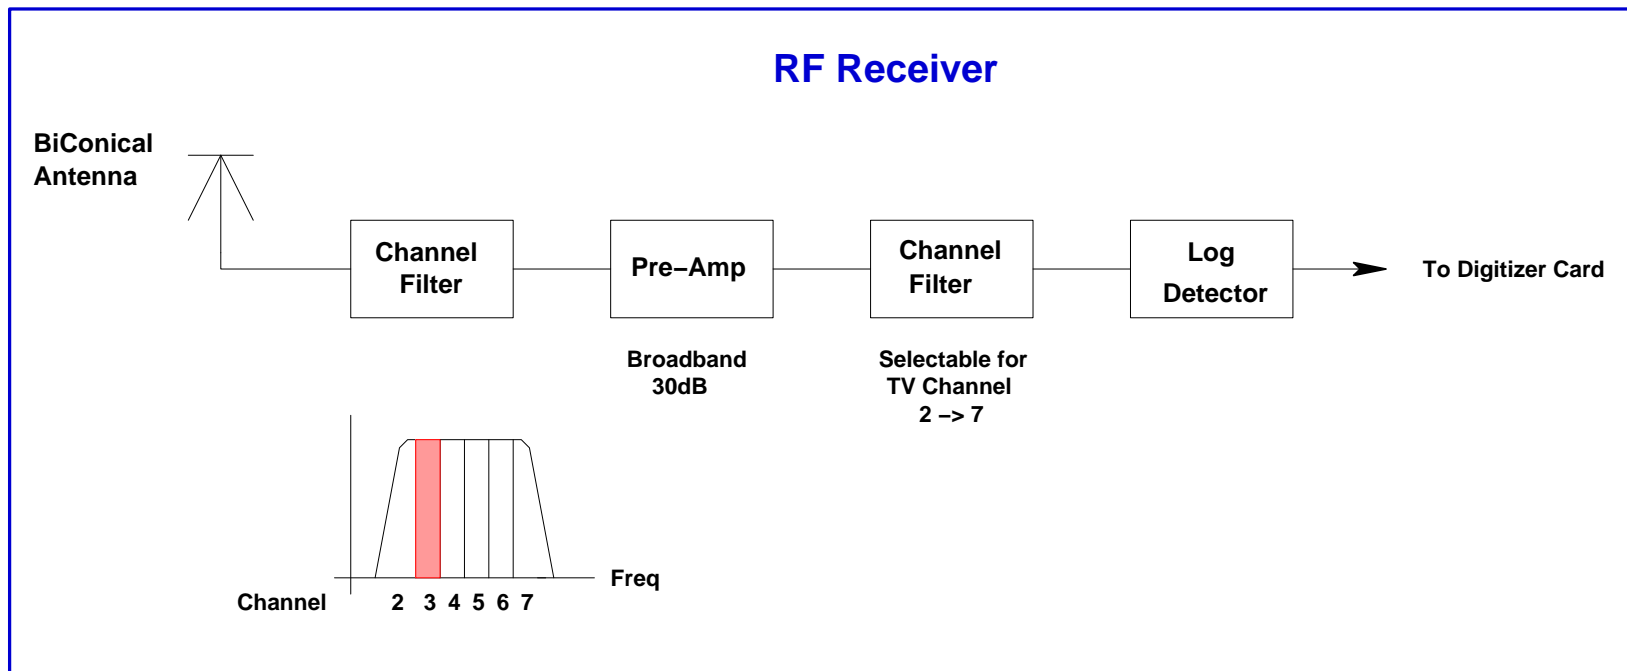 RF Receiver
BiConical
Antenna
Channel
Filter
Pre−Amp
Channel
Filter
Log
Detector
To Digitizer Card
Broadband
30dB
Selectable for
TV Channel
2 −> 7
Freq
Channel 2 3 4 5 6 7